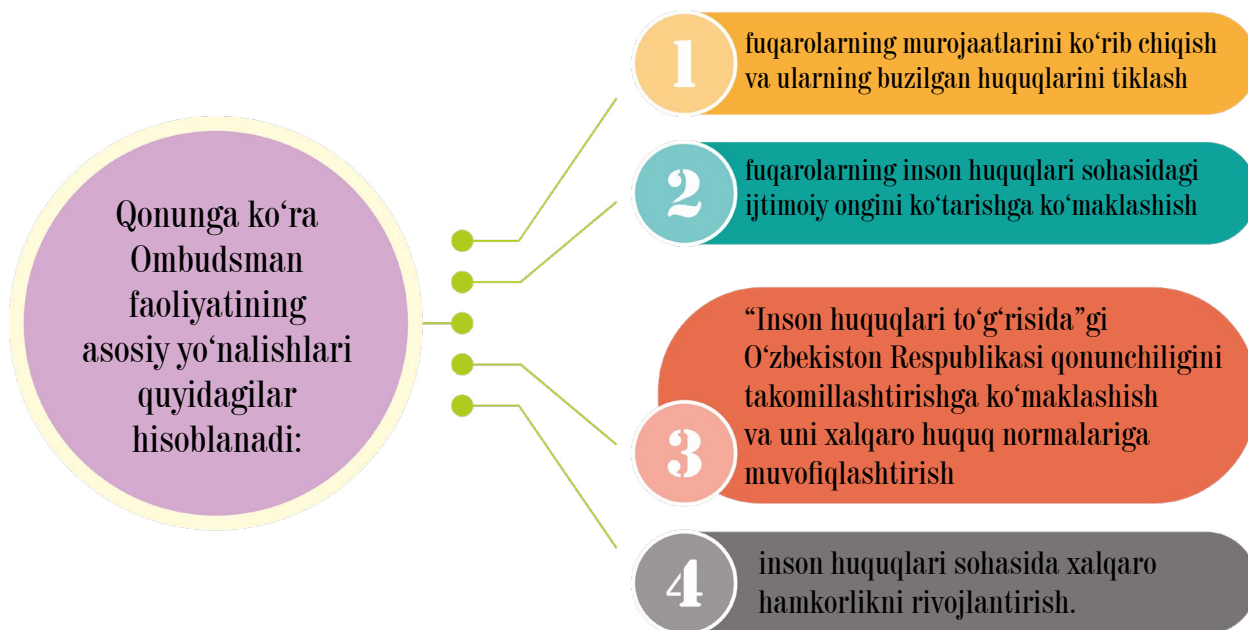 Qonunga ko‘ra
Ombudsman
faoliyatining
asosiy yo‘nalishlari
quyidagilar
hisoblanadi:
1
fuqarolarning murojaatlarini ko‘rib chiqish
va ularning buzilgan huquqlarini tiklash
2
fuqarolarning inson huquqlari sohasidagi
ijtimoiy ongini ko‘tarishga ko‘maklashish
3
“Inson huquqlari to‘g‘risida”gi
O‘zbekiston Respublikasi qonunchiligini
takomillashtirishga ko‘maklashish
va uni xalqaro huquq normalariga
muvofiqlashtirish
4
inson huquqlari sohasida xalqaro
hamkorlikni rivojlantirish.